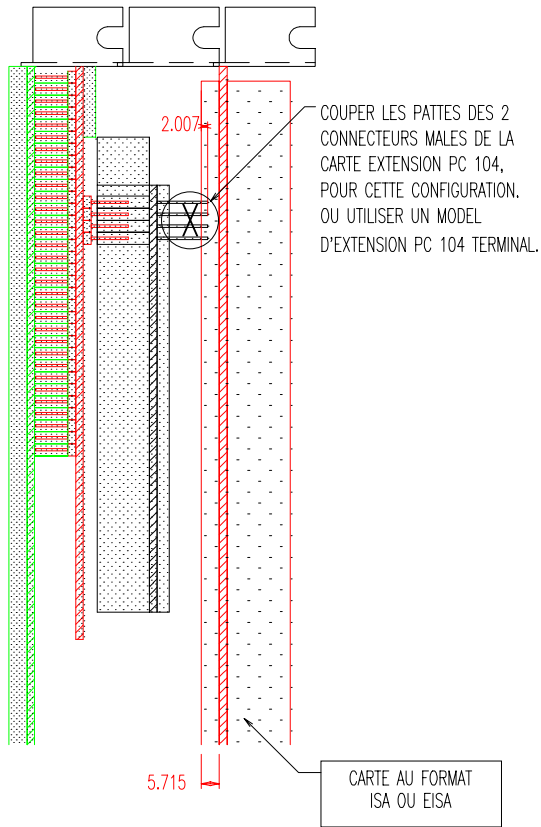 2.007
COUPER LES PATTES DES 2
CONNECTEURS MALES DE LA
CARTE EXTENSION PC 104,
POUR CETTE CONFIGURATION.
OU UTILISER UN MODEL
D'EXTENSION PC 104 TERMINAL.
5.715
CARTE AU FORMAT
ISA OU EISA